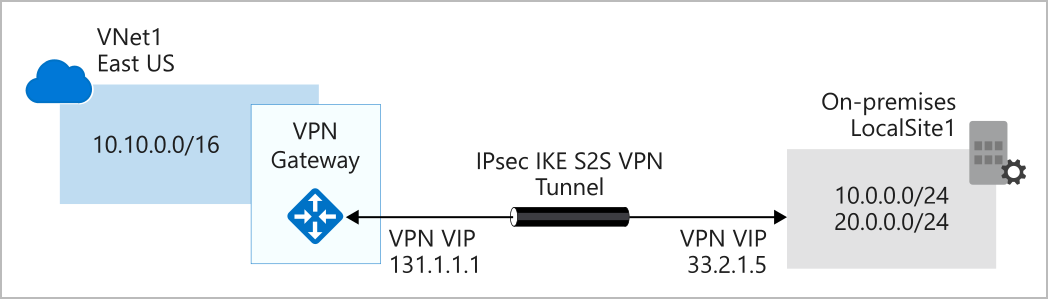 VNet1
East US
10.10.0.0/16
VPN
Gateway
IPsec IKE S2S VPN
Tunnel
VPN VIP
131.1.1.1
VPN VIP
33.2.1.5
On-premises
LocalSite1
10.0.0.0/24
20.0.0.0/24